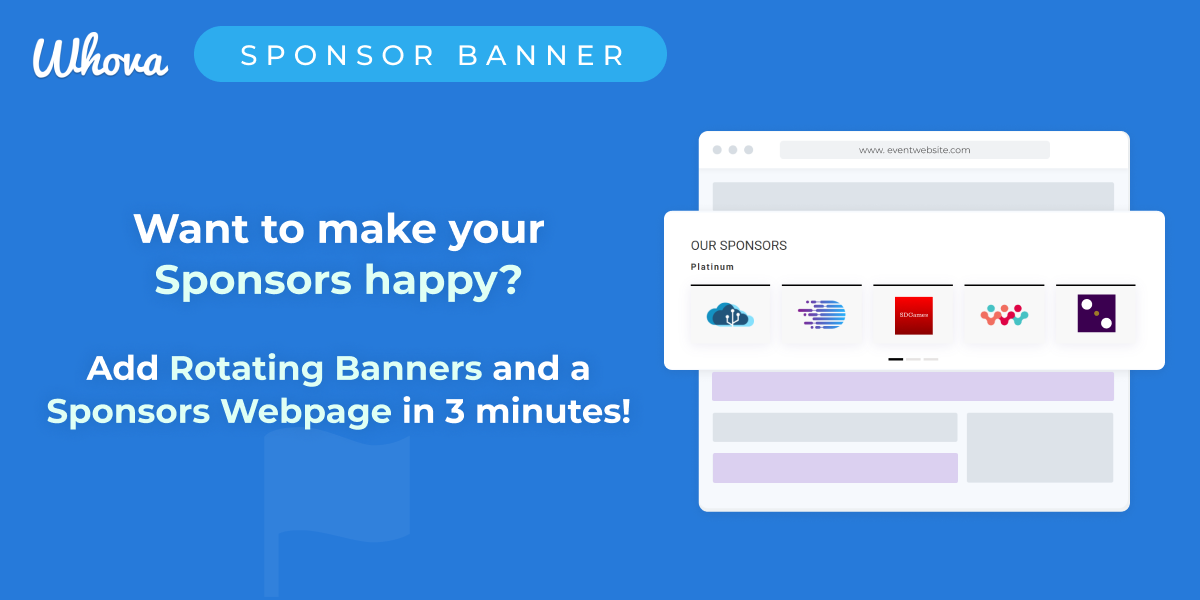 Whova
SPONSOR BANNER
Want to make your
Sponsors happy?
Add Rotating Banners and a
Sponsors Webpage in 3 minutes!
www. eventwebsite.com
OUR SPONSORS
Platinum
SDGames